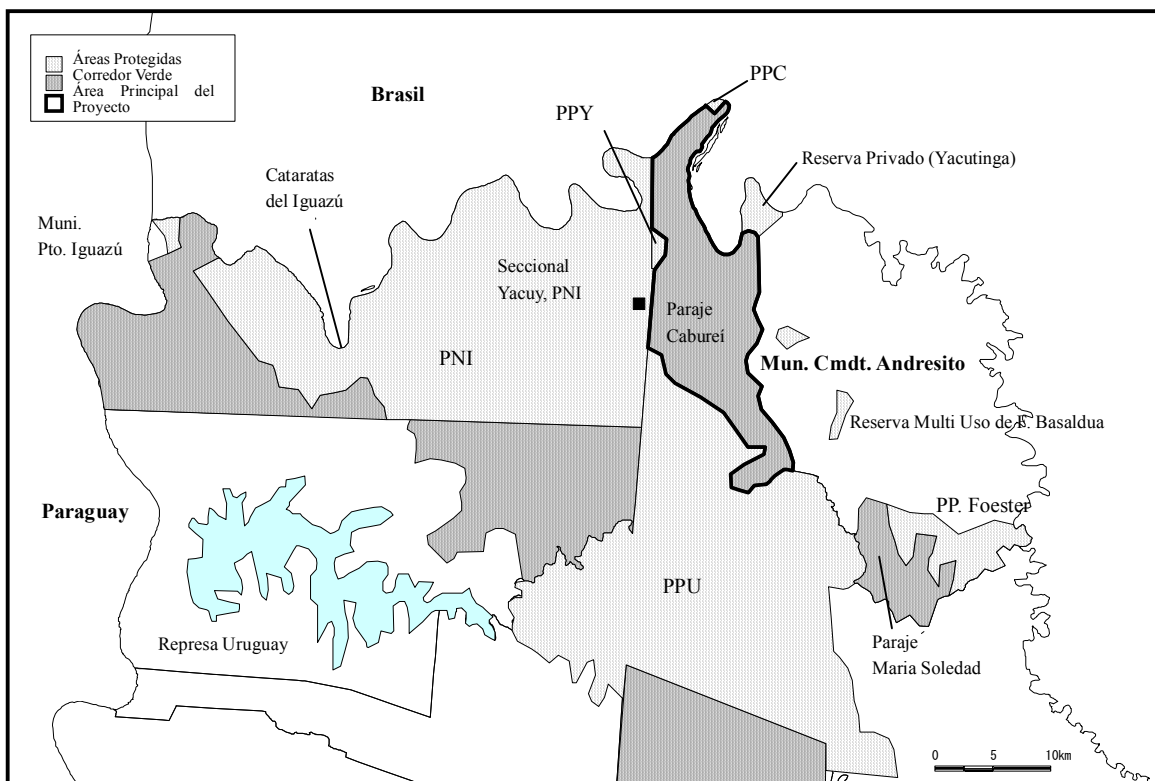 Áreas Protegidas
Corredor Verde
Área Principal del
Proyecto
Brasil
PPC
PPY
Reserva Privado (Yacutinga)
Cataratas
del Iguazú
Muni.
Pto. Iguazú
Seccional
Yacuy, PNI
Paraje
Cabureí
PNI
Mun. Cmdt. Andresito
Reserva Multi Uso de F. Basaldua
Paraguay
PP. Foester
PPU
Represa Uruguay
Paraje´
Maria Soledad
0 5 10km